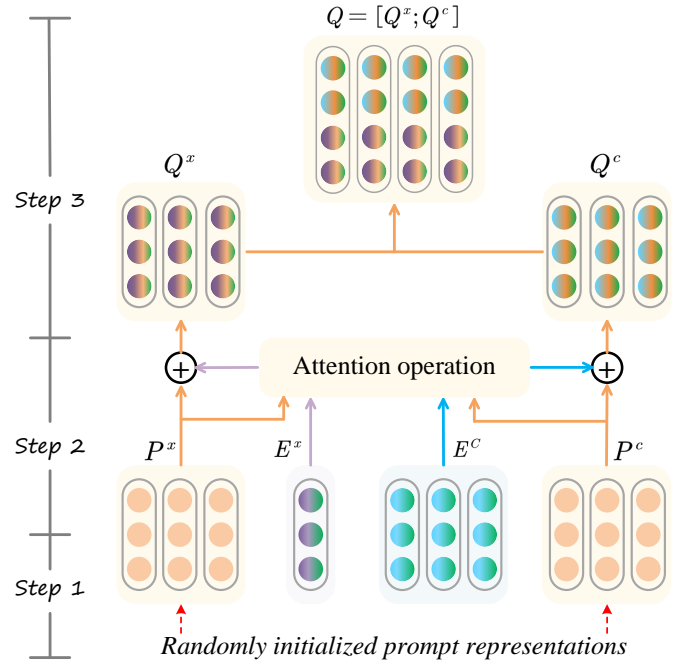 Q = [Q^x; Q^c]
Q^x
Q^c
Step 3
Attention operation
+
+
Step 2
P^x
E^x
E^C
P^c
Step 1
Randomly initialized prompt representations